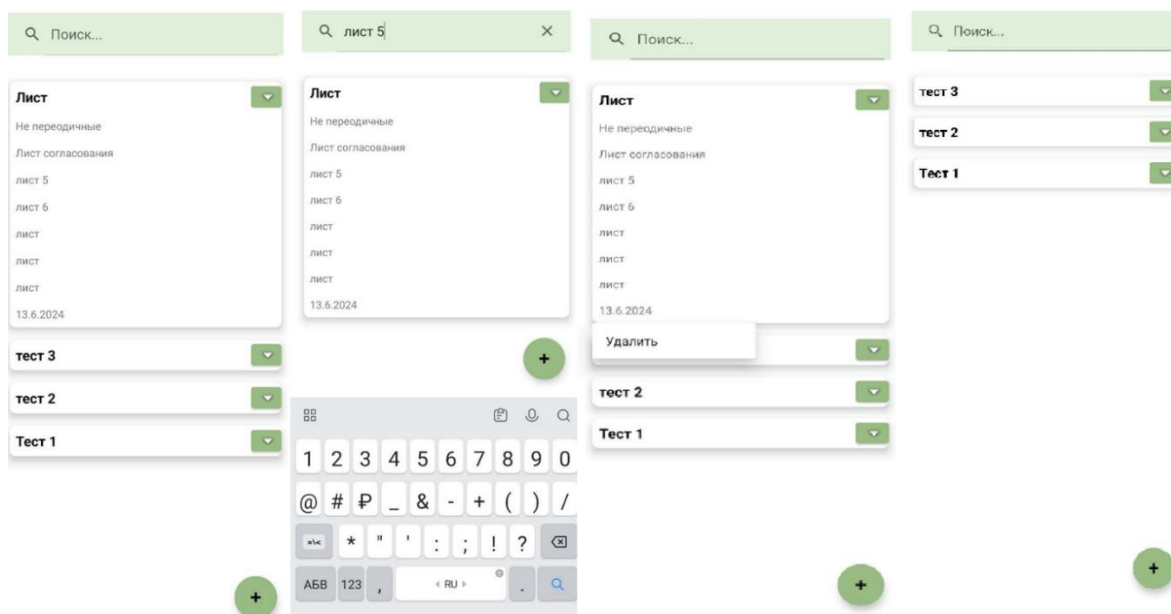 Поиск...
Лист
Не переодичные
Лист согласования
лист 5
лист 6
лист
лист
лист
13.6.2024
тест 3
тест 2
Тест 1
+
лист 5
Лист
Не переодичные
Лист согласования
лист 5
лист 6
лист
лист
лист
13.6.2024
+
1 2 3 4 5 6 7 8 9 0
@ # ₽ _ & - + ( ) /
=\< * " ' : ; ! ?
АБВ 123 , RU .
Поиск...
Лист
Не переодичные
Лист согласования
лист 5
лист 6
лист
лист
лист
13.6.2024
Удалить
тест 2
Тест 1
+
Поиск...
тест 3
тест 2
Тест 1
+